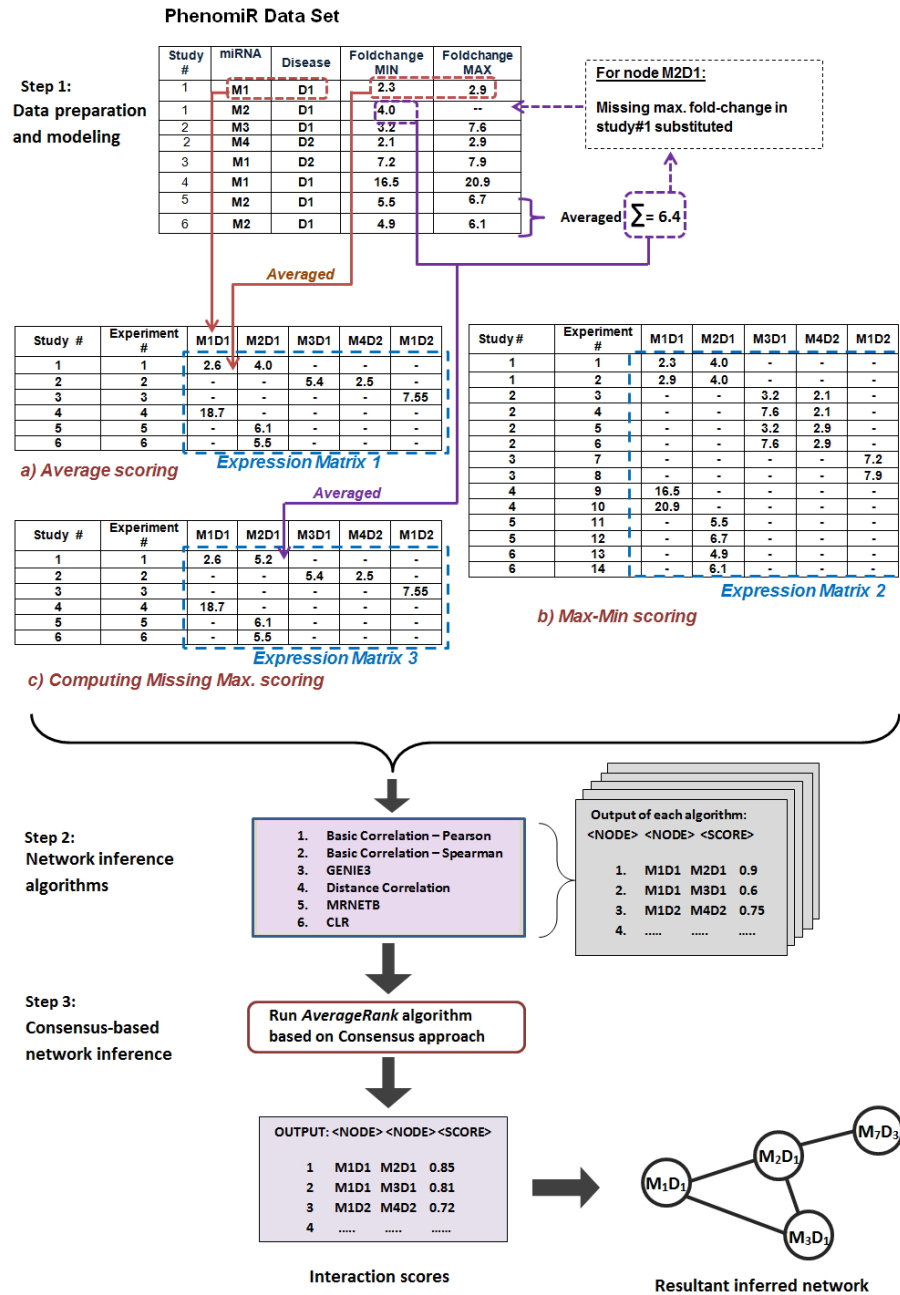 PhenomiR Data Set
Step 1:
Data preparation
and modeling
Study # miRNA Disease Foldchange MIN Foldchange MAX
1 M1 D1 2.3 2.9
1 M2 D1 4.0 --
2 M3 D1 3.2 7.6
2 M4 D2 2.1 2.9
3 M1 D2 7.2 7.9
4 M1 D1 16.5 20.9
5 M2 D1 5.5 6.7
6 M2 D1 4.9 6.1
For node M2D1:
Missing max. fold-change in
study#1 substituted
Averaged Σ= 6.4
Averaged
Study # Experiment # M1D1 M2D1 M3D1 M4D2 M1D2
1 1 2.6 4.0 - - -
2 2 - - 5.4 2.5 -
3 3 - - - - 7.55
4 4 18.7 - - - -
5 5 - 6.1 - - -
6 6 - 5.5 - - -
a) Average scoring
Expression Matrix 1
Averaged
Study # Experiment # M1D1 M2D1 M3D1 M4D2 M1D2
1 1 2.6 5.2 - - -
2 2 - - 5.4 2.5 -
3 3 - - - - 7.55
4 4 18.7 - - - -
5 5 - 6.1 - - -
6 6 - 5.5 - - -
Expression Matrix 3
c) Computing Missing Max. scoring
Study # Experiment # M1D1 M2D1 M3D1 M4D2 M1D2
1 1 2.3 4.0 - - -
1 2 2.9 4.0 - - -
2 3 - - 3.2 2.1 -
2 4 - - 7.6 2.1 -
2 5 - - 3.2 2.9 -
2 6 - - 7.6 2.9 -
3 7 - - - - 7.2
3 8 - - - - 7.9
4 9 16.5 - - - -
4 10 20.9 - - - -
5 11 - 5.5 - - -
5 12 - 6.7 - - -
6 13 - 4.9 - - -
6 14 - 6.1 - - -
Expression Matrix 2
b) Max-Min scoring
Step 2:
Network inference
algorithms
1. Basic Correlation – Pearson
2. Basic Correlation – Spearman
3. GENIE3
4. Distance Correlation
5. MRNETB
6. CLR
Output of each algorithm:
<NODE> <NODE> <SCORE>
1. M1D1 M2D1 0.9
2. M1D1 M3D1 0.6
3. M1D2 M4D2 0.75
4. ..... ..... .....
Step 3:
Consensus-based
network inference
Run AverageRank algorithm
based on Consensus approach
OUTPUT: <NODE> <NODE> <SCORE>
1 M1D1 M2D1 0.85
2 M1D1 M3D1 0.81
3 M1D2 M4D2 0.72
4 ..... ..... ......
Interaction scores
M₁D₁
M₂D₁
M₇D₃
M₃D₁
Resultant inferred network